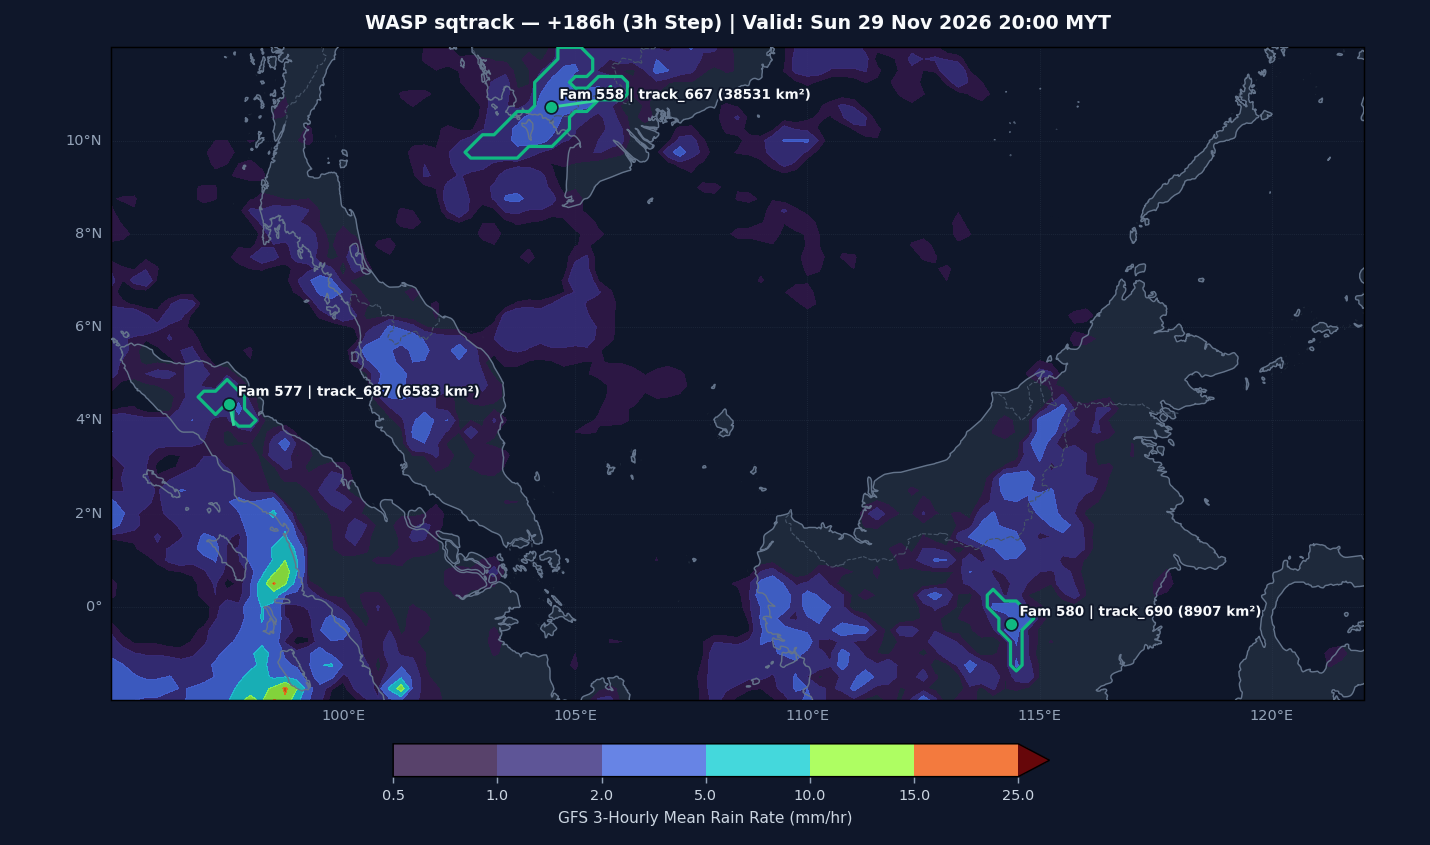 WASP sqtrack — +186h (3h Step) | Valid: Sun 29 Nov 2026 20:00 MYT
Fam 558 | track_667 (38531 km²)
10°N
8°N
6°N
Fam 577 | track_687 (6583 km²)
4°N
2°N
0°
Fam 580 | track_690 (8907 km²)
100°E 105°E 110°E 115°E 120°E
0.5 1.0 2.0 5.0 10.0 15.0 25.0
GFS 3-Hourly Mean Rain Rate (mm/hr)